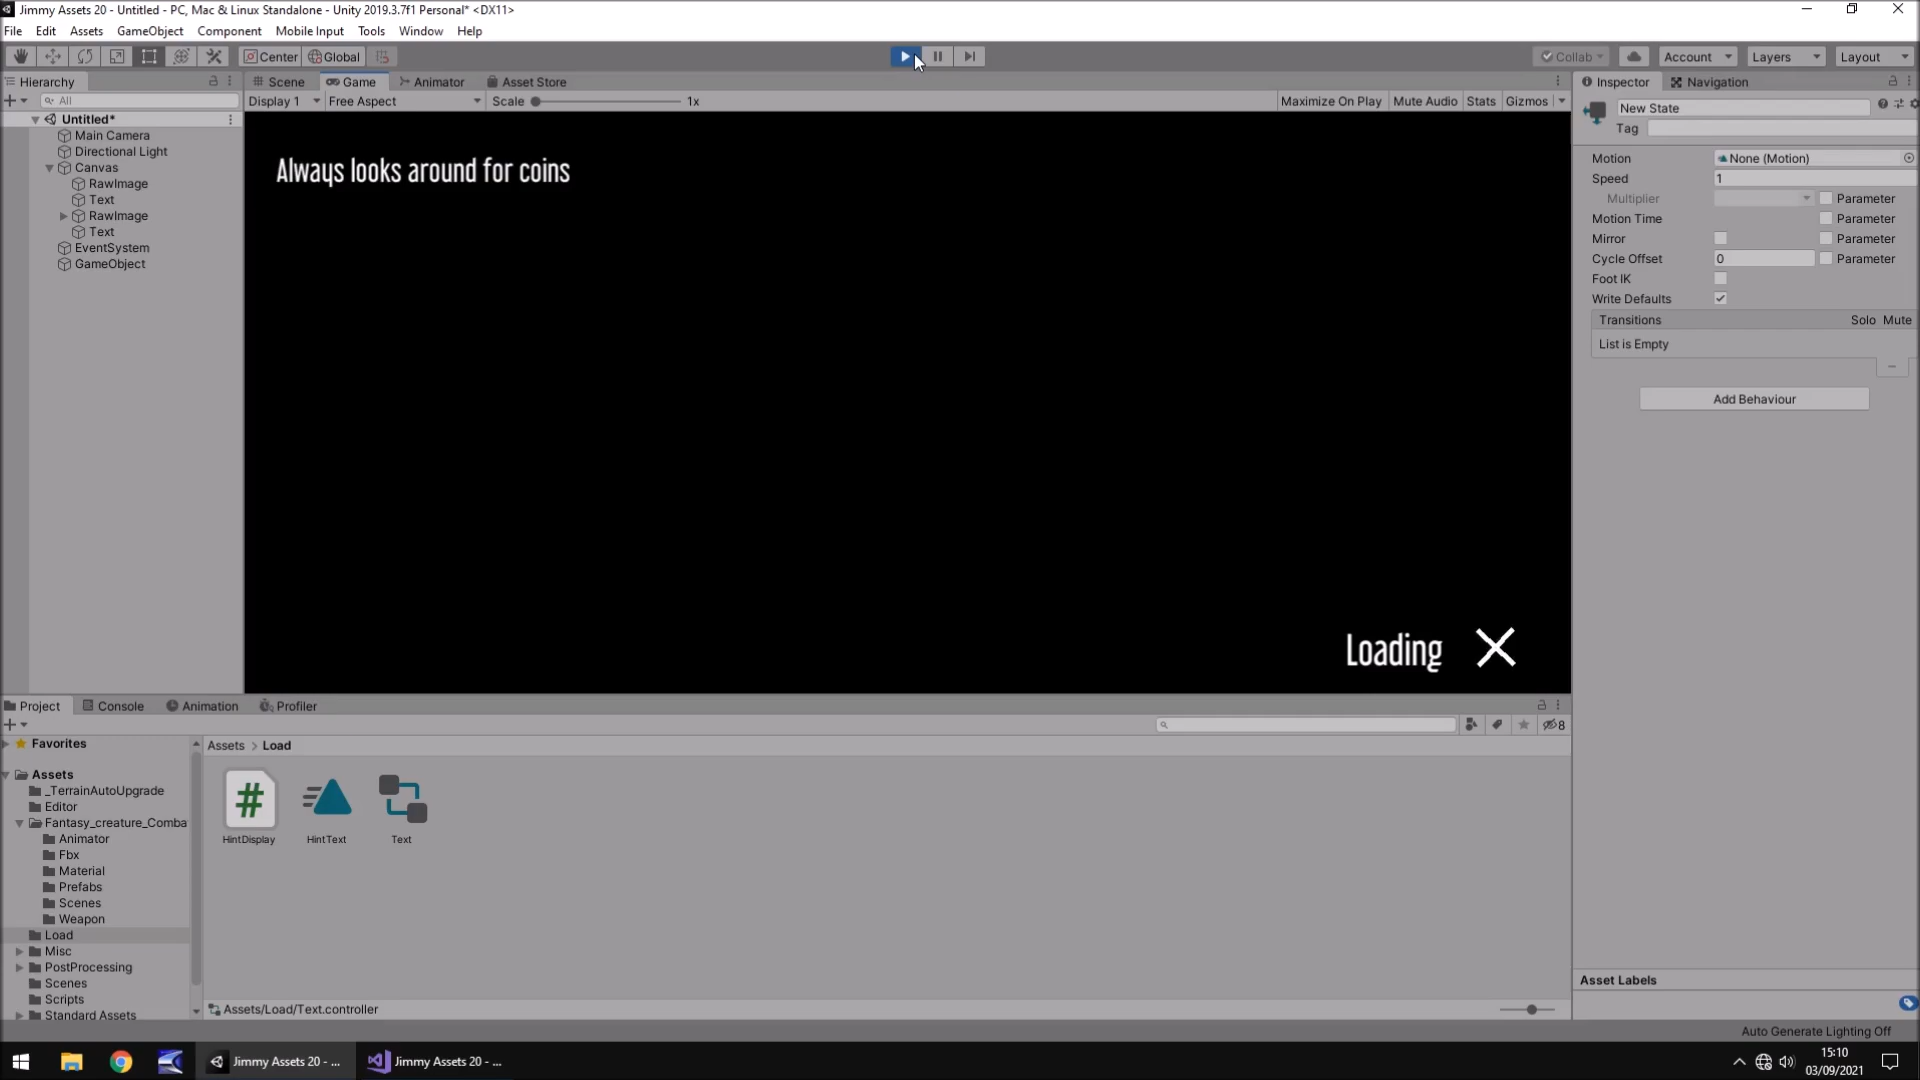 Jimmy Assets 20 - Untitled - PC, Mac & Linux Standalone - Unity 2019.3.7f1 Personal* <DX11>
File Edit Assets GameObject Component Mobile Input Tools Window Help
Center Global Collab Account Layers Layout
Hierarchy
All
Untitled*
Main Camera
Directional Light
Canvas
RawImage
Text
RawImage
Text
EventSystem
GameObject
Scene Game Animator Asset Store
Display 1 Free Aspect Scale 1x Maximize On Play Mute Audio Stats Gizmos
Always looks around for coins
Loading
Inspector Navigation
New State
Tag
Motion None (Motion)
Speed 1
Multiplier Parameter
Motion Time Parameter
Mirror Parameter
Cycle Offset 0 Parameter
Foot IK
Write Defaults
Transitions Solo Mute
List is Empty
Add Behaviour
Asset Labels
Project Console Animation Profiler
8
Favorites
Assets
_TerrainAutoUpgrade
Editor
Fantasy_creature_Comba
Animator
Fbx
Material
Prefabs
Scenes
Weapon
Load
Misc
PostProcessing
Scenes
Scripts
Standard Assets
Assets > Load
HintDisplay HintText Text
Assets/Load/Text.controller
Auto Generate Lighting Off
Jimmy Assets 20 - ... Jimmy Assets 20 - ...
15:10
03/09/2021